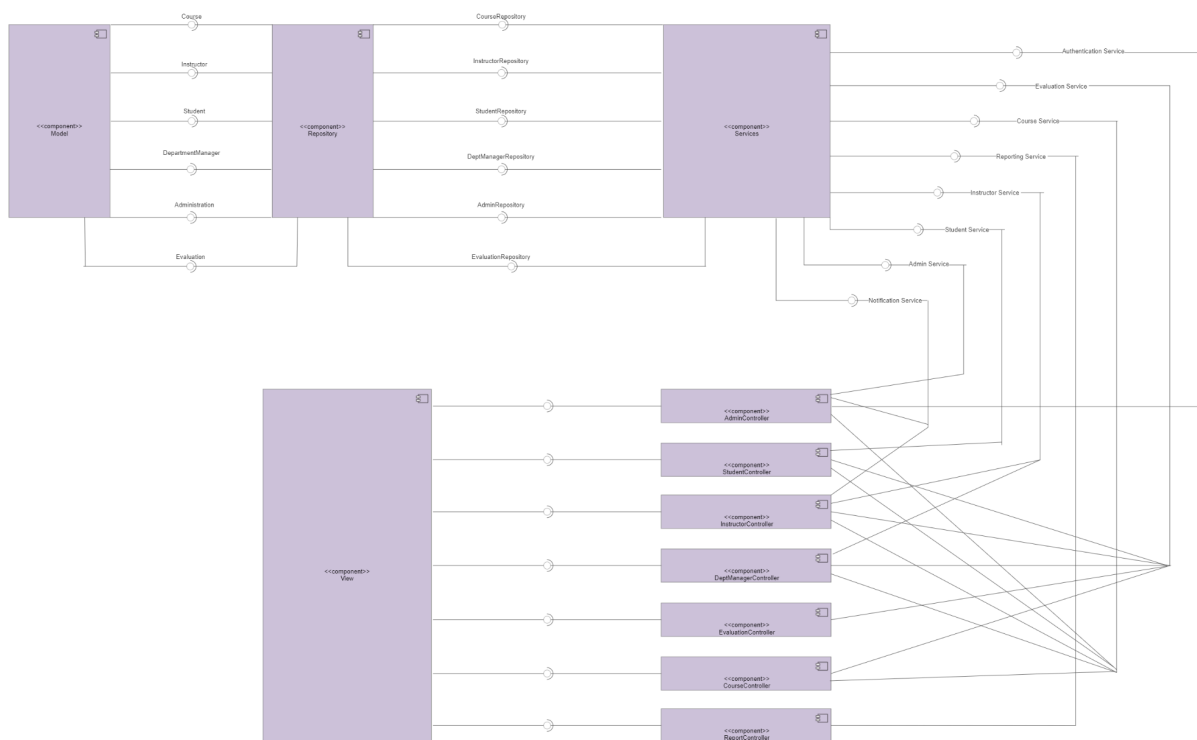 Course
CourseRepository
Authentication Service
Instructor
InstructorRepository
Evaluation Service
Student
StudentRepository
Course Service
<<component>>
Model
<<component>>
Repository
<<component>>
Services
DepartmentManager
DeptManagerRepository
Reporting Service
Instructor Service
Administration
AdminRepository
Student Service
Evaluation
EvaluationRepository
Admin Service
Notification Service
<<component>>
AdminController
<<component>>
StudentController
<<component>>
InstructorController
<<component>>
View
<<component>>
DeptManagerController
<<component>>
EvaluationController
<<component>>
CourseController
<<component>>
ReportController